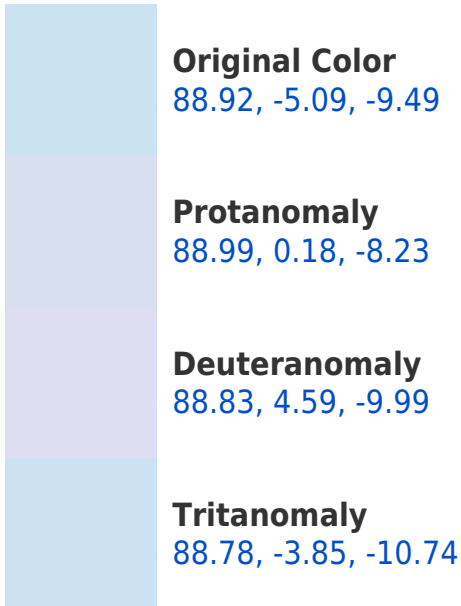 Original Color
88.92, -5.09, -9.49
Protanomaly
88.99, 0.18, -8.23
Deuteranomaly
88.83, 4.59, -9.99
Tritanomaly
88.78, -3.85, -10.74